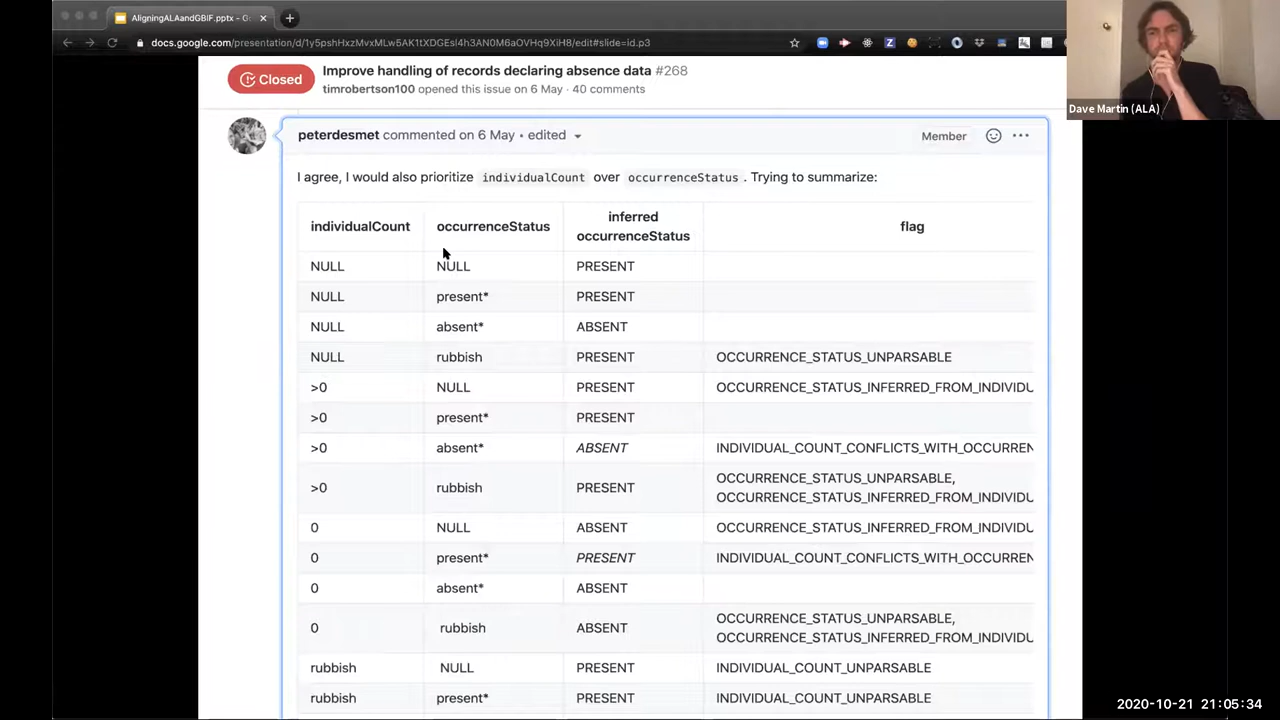 AligningALAandGBIF.pptx - G
docs.google.com/presentation/d/1y5pshHxzMvxMLw5AK1tXDGEsl4h3AN0M6aOVHq9XiH8/edit#slide=id.p3
Closed
Improve handling of records declaring absence data #268
timrobertson100 opened this issue on 6 May · 40 comments
Dave Martin (ALA)
peterdesmet commented on 6 May • edited
Member
I agree, I would also prioritize individualCount over occurrenceStatus . Trying to summarize:
individualCount occurrenceStatus inferred occurrenceStatus flag
NULL NULL PRESENT
NULL present* PRESENT
NULL absent* ABSENT
NULL rubbish PRESENT OCCURRENCE_STATUS_UNPARSABLE
>0 NULL PRESENT OCCURRENCE_STATUS_INFERRED_FROM_INDIVIDU
>0 present* PRESENT
>0 absent* ABSENT INDIVIDUAL_COUNT_CONFLICTS_WITH_OCCURREN
>0 rubbish PRESENT OCCURRENCE_STATUS_UNPARSABLE,
OCCURRENCE_STATUS_INFERRED_FROM_INDIVIDU
0 NULL ABSENT OCCURRENCE_STATUS_INFERRED_FROM_INDIVIDU
0 present* PRESENT INDIVIDUAL_COUNT_CONFLICTS_WITH_OCCURREN
0 absent* ABSENT
0 rubbish ABSENT OCCURRENCE_STATUS_UNPARSABLE,
OCCURRENCE_STATUS_INFERRED_FROM_INDIVIDU
rubbish NULL PRESENT INDIVIDUAL_COUNT_UNPARSABLE
rubbish present* PRESENT INDIVIDUAL_COUNT_UNPARSABLE
2020-10-21 21:05:34